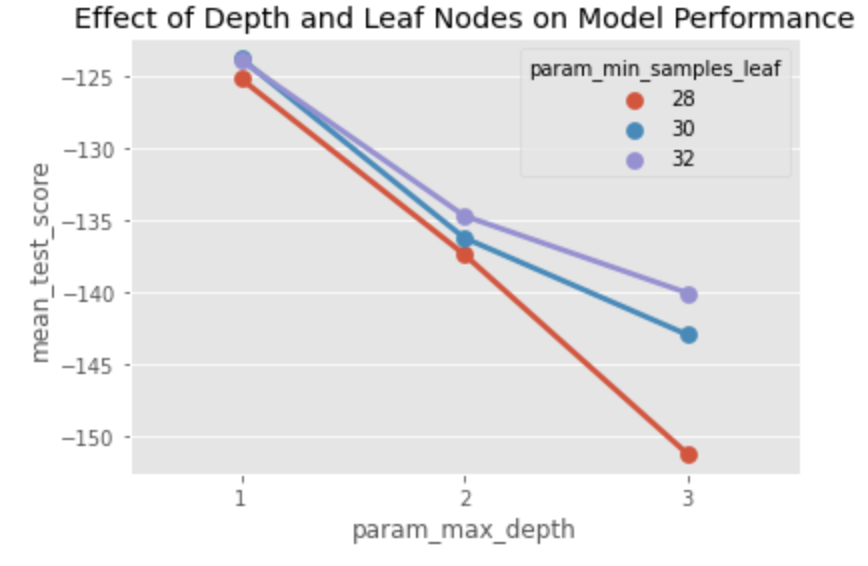 Effect of Depth and Leaf Nodes on Model Performance
param_min_samples_leaf
28
30
32
mean_test_score
−125
−130
−135
−140
−145
−150
1 2 3
param_max_depth